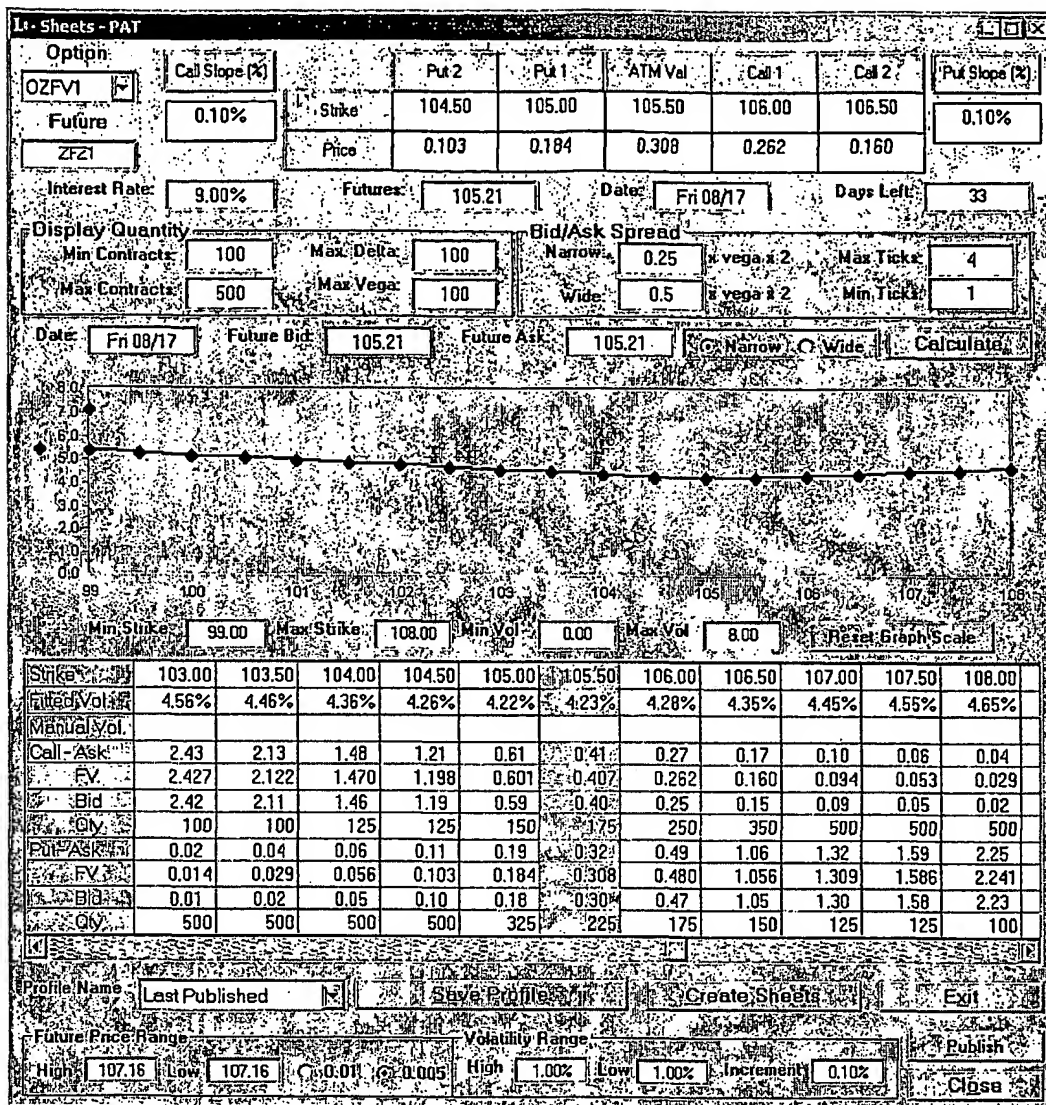 Sheets - PAT
Option
OZFV1
Future
ZFZ1
Call Slope (%)
0.10%
Put 2 Put 1 ATM Val Call 1 Call 2
Strike 104.50 105.00 105.50 106.00 106.50
Price 0.103 0.184 0.308 0.262 0.160
Put Slope (%)
0.10%
Interest Rate: 9.00% Futures: 105.21 Date: Fri 08/17 Days Left: 33
Display Quantity
Min Contracts: 100 Max Delta: 100
Max Contracts: 500 Max Vega: 100
Bid/Ask Spread
Narrow: 0.25 x vega x 2 Max Ticks: 4
Wide: 0.5 x vega x 2 Min Ticks: 1
Date: Fri 08/17 Future Bid: 105.21 Future Ask: 105.21 Narrow Wide Calculate
8.0
7.0
6.0
5.0
4.0
3.0
2.0
1.0
0.0
99 100 101 102 103 104 105 106 107 108
Min Strike: 99.00 Max Strike: 108.00 Min Vol 0.00 Max Vol 8.00 Reset Graph Scale
Strike 103.00 103.50 104.00 104.50 105.00 105.50 106.00 106.50 107.00 107.50 108.00
Fitted Vol. 4.56% 4.46% 4.36% 4.26% 4.22% 4.23% 4.28% 4.35% 4.45% 4.55% 4.65%
Manual Vol.
Call - Ask 2.43 2.13 1.48 1.21 0.61 0.41 0.27 0.17 0.10 0.06 0.04
FV 2.427 2.122 1.470 1.198 0.601 0.407 0.262 0.160 0.094 0.053 0.029
Bid 2.42 2.11 1.46 1.19 0.59 0.40 0.25 0.15 0.09 0.05 0.02
Qty 100 100 125 125 150 175 250 350 500 500 500
Put - Ask 0.02 0.04 0.06 0.11 0.19 0.32 0.49 1.06 1.32 1.59 2.25
FV 0.014 0.029 0.056 0.103 0.184 0.308 0.480 1.056 1.309 1.586 2.241
Bid 0.01 0.02 0.05 0.10 0.18 0.30 0.47 1.05 1.30 1.58 2.23
Qty 500 500 500 500 325 225 175 150 125 125 100
Profile Name Last Published Save Profile Create Sheets Exit
Future Price Range
High 107.16 Low 107.16 0.01 0.005
Volatility Range
High 1.00% Low 1.00% Increment 0.10%
Publish
Close